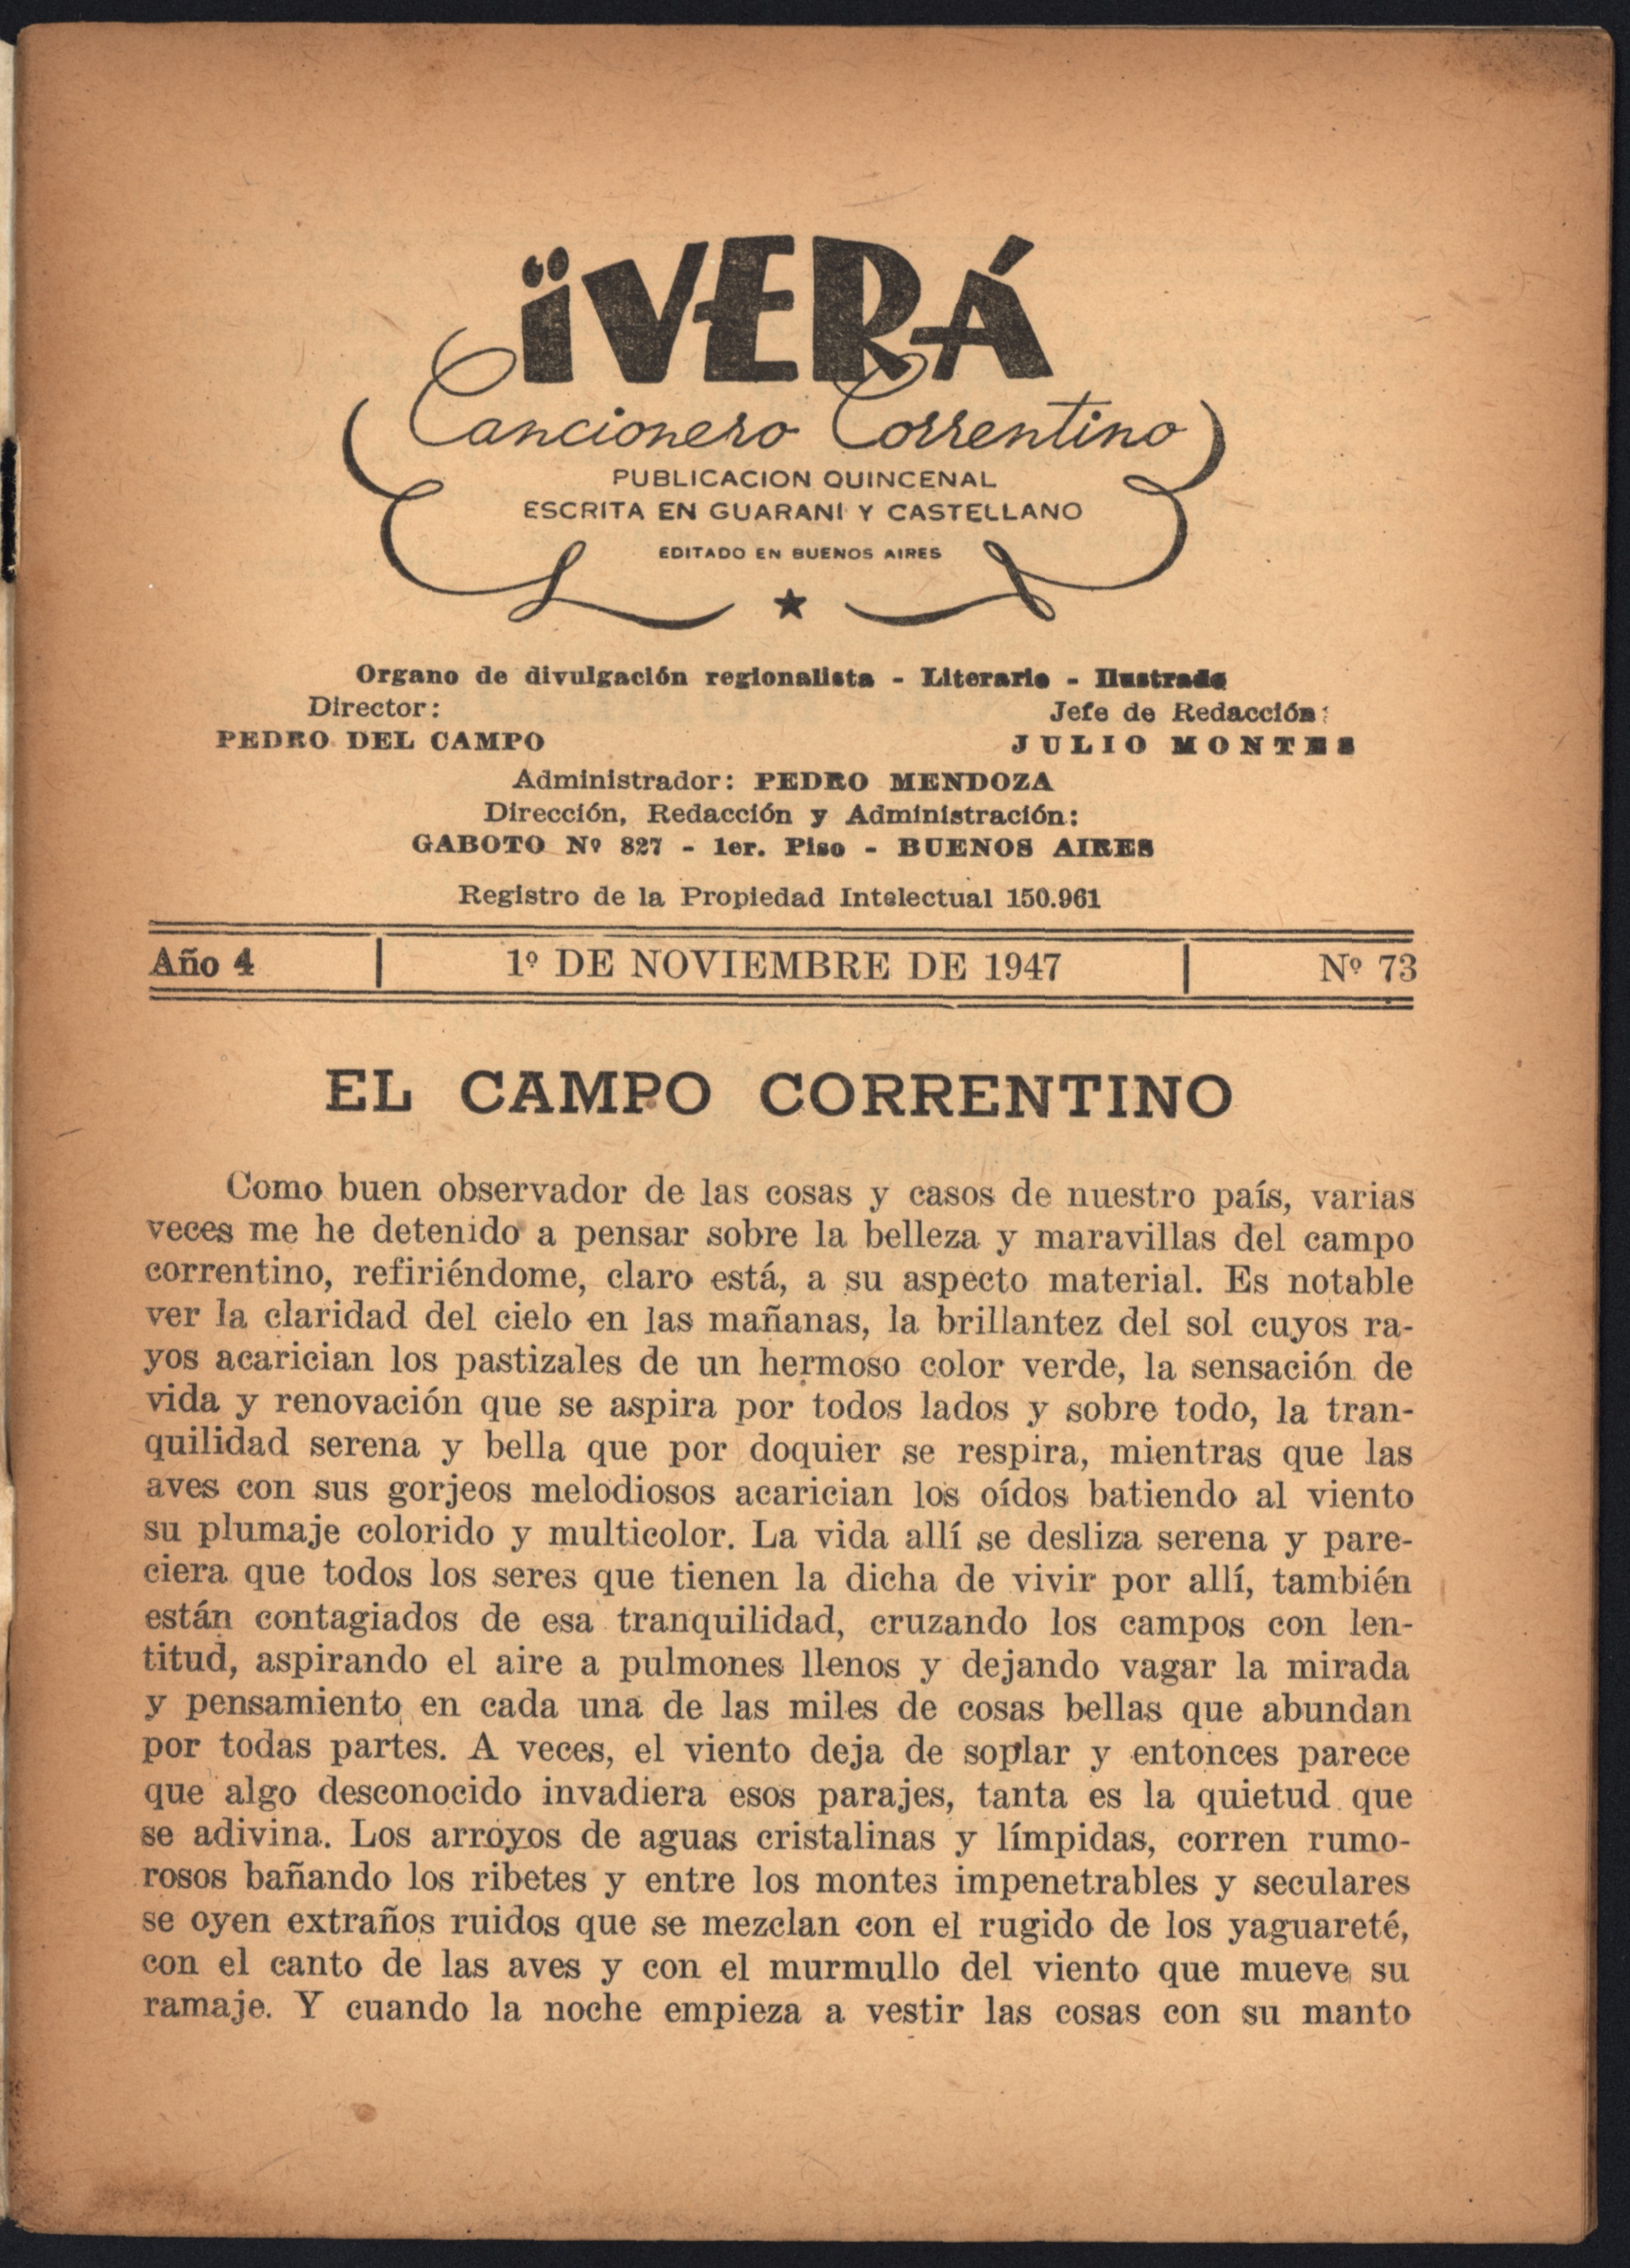 ïVERÁ
Cancionero Correntino
PUBLICACION QUINCENAL
ESCRITA EN GUARANÍ Y CASTELLANO
EDITADO EN BUENOS AIRES
Organo de divulgación regionalista - Literario - Ilustrado
Director:
PEDRO DEL CAMPO
Jefe de Redacción:
JULIO MONTES
Administrador: PEDRO MENDOZA
Dirección, Redacción y Administración:
GABOTO Nº 827 - 1er. Piso - BUENOS AIRES
Registro de la Propiedad Intelectual 150.961
Año 4 | 1º DE NOVIEMBRE DE 1947 | Nº 73
EL CAMPO CORRENTINO
Como buen observador de las cosas y casos de nuestro país, varias
veces me he detenido a pensar sobre la belleza y maravillas del campo
correntino, refiriéndome, claro está, a su aspecto material. Es notable
ver la claridad del cielo en las mañanas, la brillantez del sol cuyos ra-
yos acarician los pastizales de un hermoso color verde, la sensación de
vida y renovación que se aspira por todos lados y sobre todo, la tran-
quilidad serena y bella que por doquier se respira, mientras que las
aves con sus gorjeos melodiosos acarician los oídos batiendo al viento
su plumaje colorido y multicolor. La vida allí se desliza serena y pare-
ciera que todos los seres que tienen la dicha de vivir por allí, también
están contagiados de esa tranquilidad, cruzando los campos con len-
titud, aspirando el aire a pulmones llenos y dejando vagar la mirada
y pensamiento en cada una de las miles de cosas bellas que abundan
por todas partes. A veces, el viento deja de soplar y entonces parece
que algo desconocido invadiera esos parajes, tanta es la quietud que
se adivina. Los arroyos de aguas cristalinas y límpidas, corren rumo-
rosos bañando los ribetes y entre los montes impenetrables y seculares
se oyen extraños ruidos que se mezclan con el rugido de los yaguareté,
con el canto de las aves y con el murmullo del viento que mueve su
ramaje. Y cuando la noche empieza a vestir las cosas con su manto